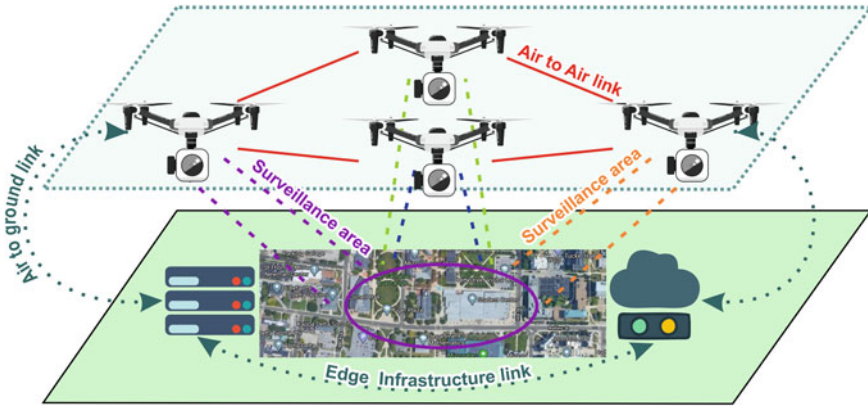 Air to Air link
Air to ground link
Surveillance area
Surveillance area
Edge Infrastructure link